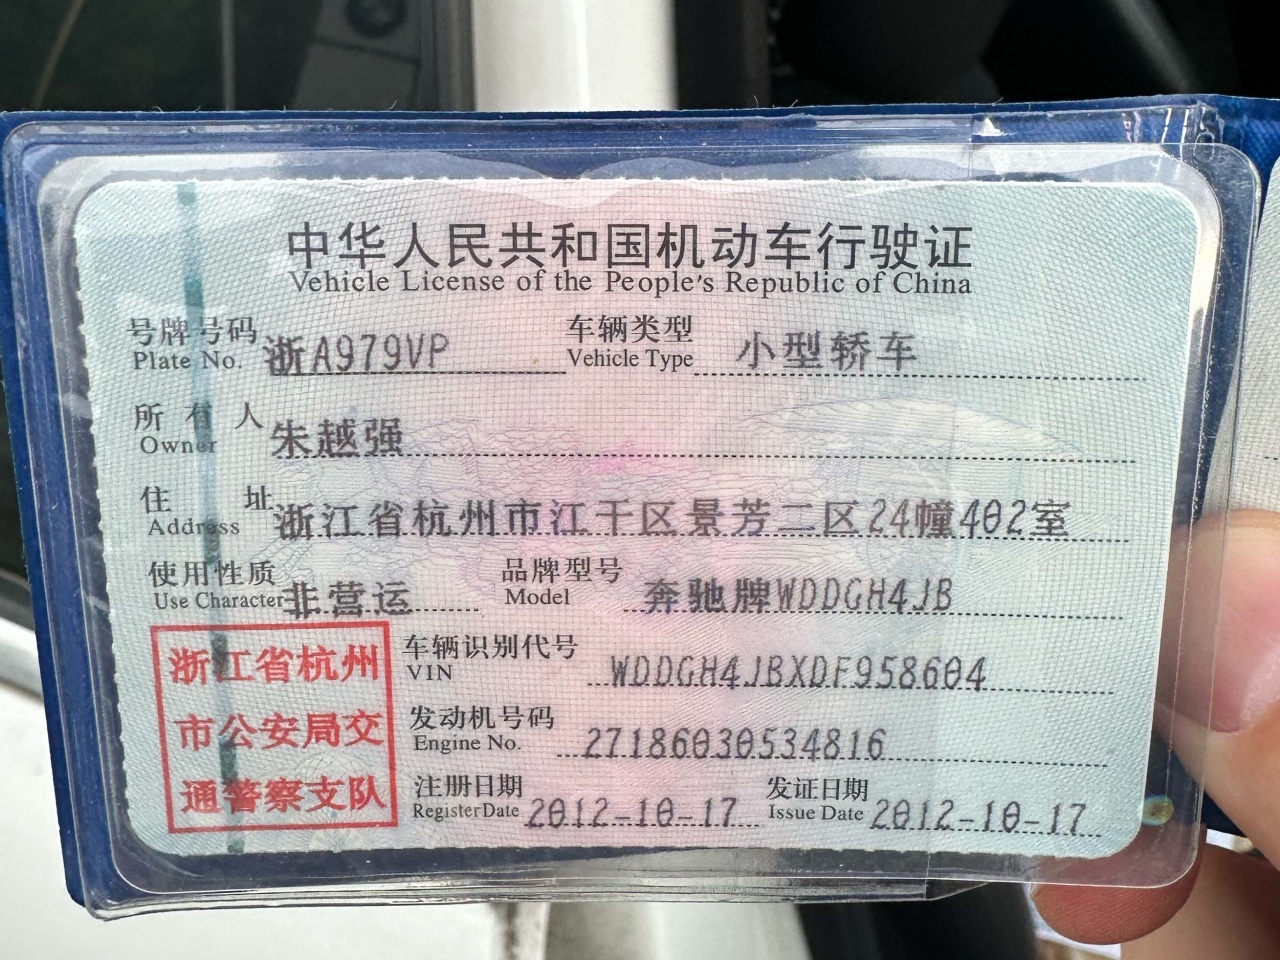 中华人民共和国机动车行驶证
Vehicle License of the People's Republic of China
号牌号码 浙A979VP 车辆类型 小型轿车
Plate No. Vehicle Type
所有人 朱越强
Owner
住址 浙江省杭州市江干区景芳二区24幢402室
Address
使用性质 非营运 品牌型号 奔驰牌WDDGH4JB
Use Character Model
车辆识别代号 WDDGH4JBXDF958604
VIN
发动机号码 27186030534816
Engine No.
注册日期 2012-10-17 发证日期 2012-10-17
Register Date Issue Date
浙江省杭州
市公安局交
通警察支队